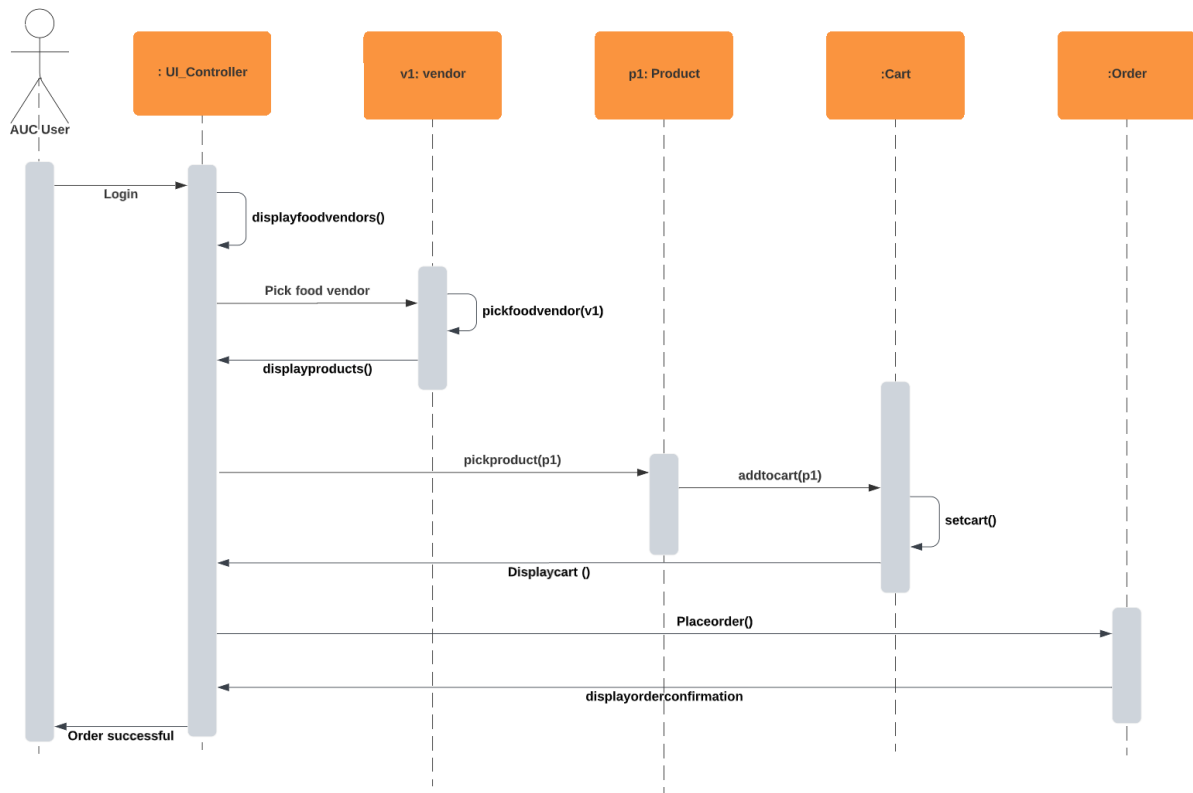 : UI_Controller
v1: vendor
p1: Product
:Cart
:Order
AUC User
Login
displayfoodvendors()
Pick food vendor
pickfoodvendor(v1)
displayproducts()
pickproduct(p1)
addtocart(p1)
setcart()
Displaycart ()
Placeorder()
displayorderconfirmation
Order successful